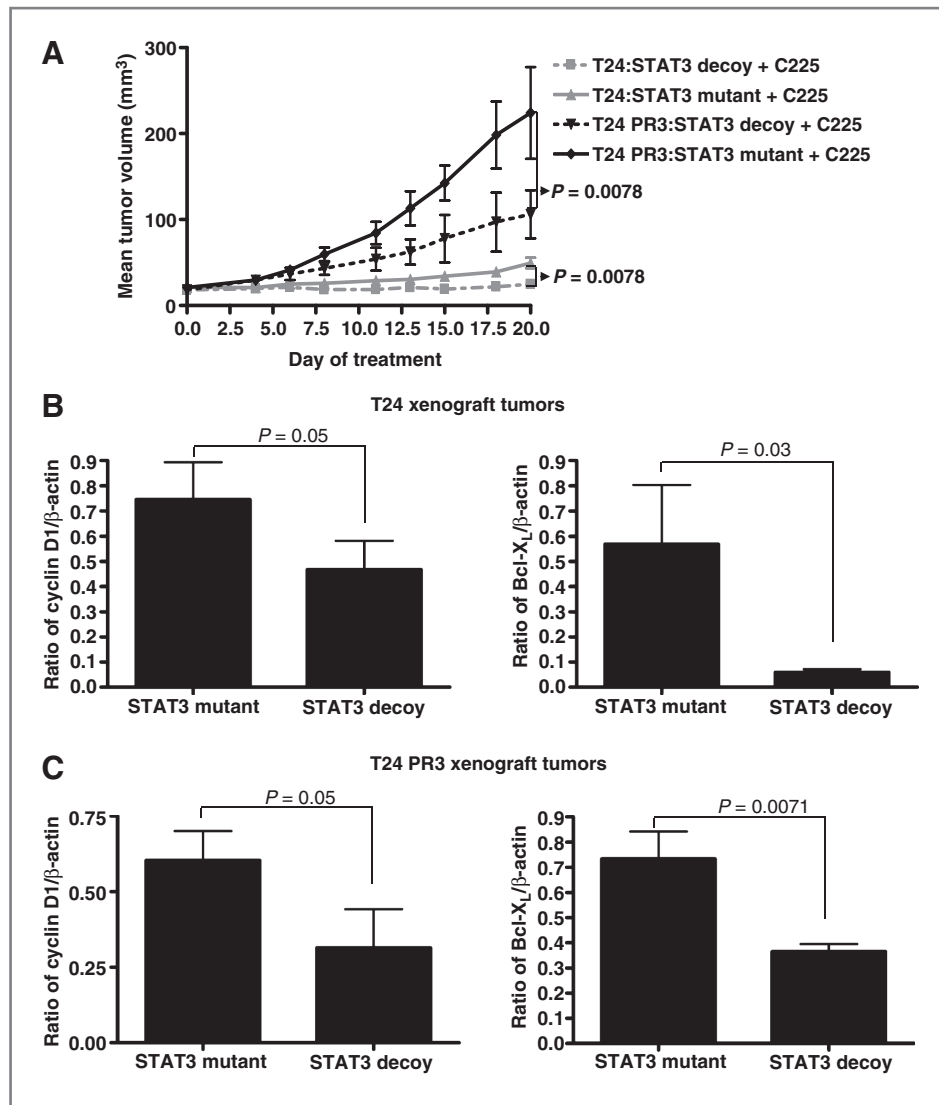 A
Mean tumor volume (mm³)
300
200
100
0
0.0 2.5 5.0 7.5 10.0 12.5 15.0 17.5 20.0
Day of treatment
T24:STAT3 decoy + C225
T24:STAT3 mutant + C225
T24 PR3:STAT3 decoy + C225
T24 PR3:STAT3 mutant + C225
P = 0.0078
P = 0.0078
B
T24 xenograft tumors
P = 0.05
Ratio of cyclin D1/β-actin
0.9
0.8
0.7
0.6
0.5
0.4
0.3
0.2
0.1
0.0
STAT3 mutant STAT3 decoy
P = 0.03
Ratio of Bcl-XL/β-actin
0.9
0.8
0.7
0.6
0.5
0.4
0.3
0.2
0.1
0.0
STAT3 mutant STAT3 decoy
C
T24 PR3 xenograft tumors
P = 0.05
Ratio of cyclin D1/β-actin
0.75
0.50
0.25
0.00
STAT3 mutant STAT3 decoy
P = 0.0071
Ratio of Bcl-XL/β-actin
0.9
0.8
0.7
0.6
0.5
0.4
0.3
0.2
0.1
0.0
STAT3 mutant STAT3 decoy